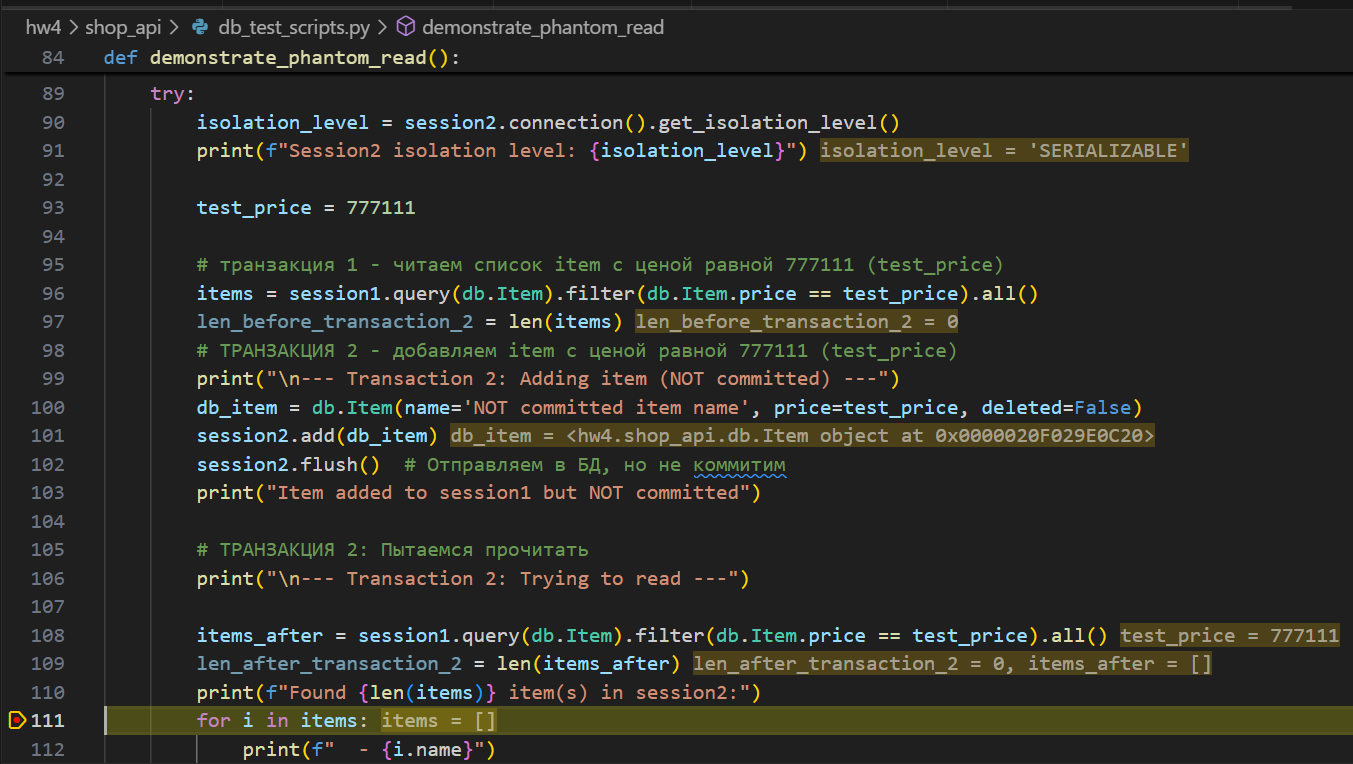 hw4 > shop_api > db_test_scripts.py > demonstrate_phantom_read
84 def demonstrate_phantom_read():
89 try:
90 isolation_level = session2.connection().get_isolation_level()
91 print(f"Session2 isolation level: {isolation_level}") isolation_level = 'SERIALIZABLE'
92
93 test_price = 777111
94
95 # транзакция 1 - читаем список item с ценой равной 777111 (test_price)
96 items = session1.query(db.Item).filter(db.Item.price == test_price).all()
97 len_before_transaction_2 = len(items) len_before_transaction_2 = 0
98 # ТРАНЗАКЦИЯ 2 - добавляем item с ценой равной 777111 (test_price)
99 print("\n--- Transaction 2: Adding item (NOT committed) ---")
100 db_item = db.Item(name='NOT committed item name', price=test_price, deleted=False)
101 session2.add(db_item) db_item = <hw4.shop_api.db.Item object at 0x0000020F029E0C20>
102 session2.flush() # Отправляем в БД, но не коммитим
103 print("Item added to session1 but NOT committed")
104
105 # ТРАНЗАКЦИЯ 2: Пытаемся прочитать
106 print("\n--- Transaction 2: Trying to read ---")
107
108 items_after = session1.query(db.Item).filter(db.Item.price == test_price).all() test_price = 777111
109 len_after_transaction_2 = len(items_after) len_after_transaction_2 = 0, items_after = []
110 print(f"Found {len(items)} item(s) in session2:")
111 for i in items: items = []
112 print(f"  - {i.name}")